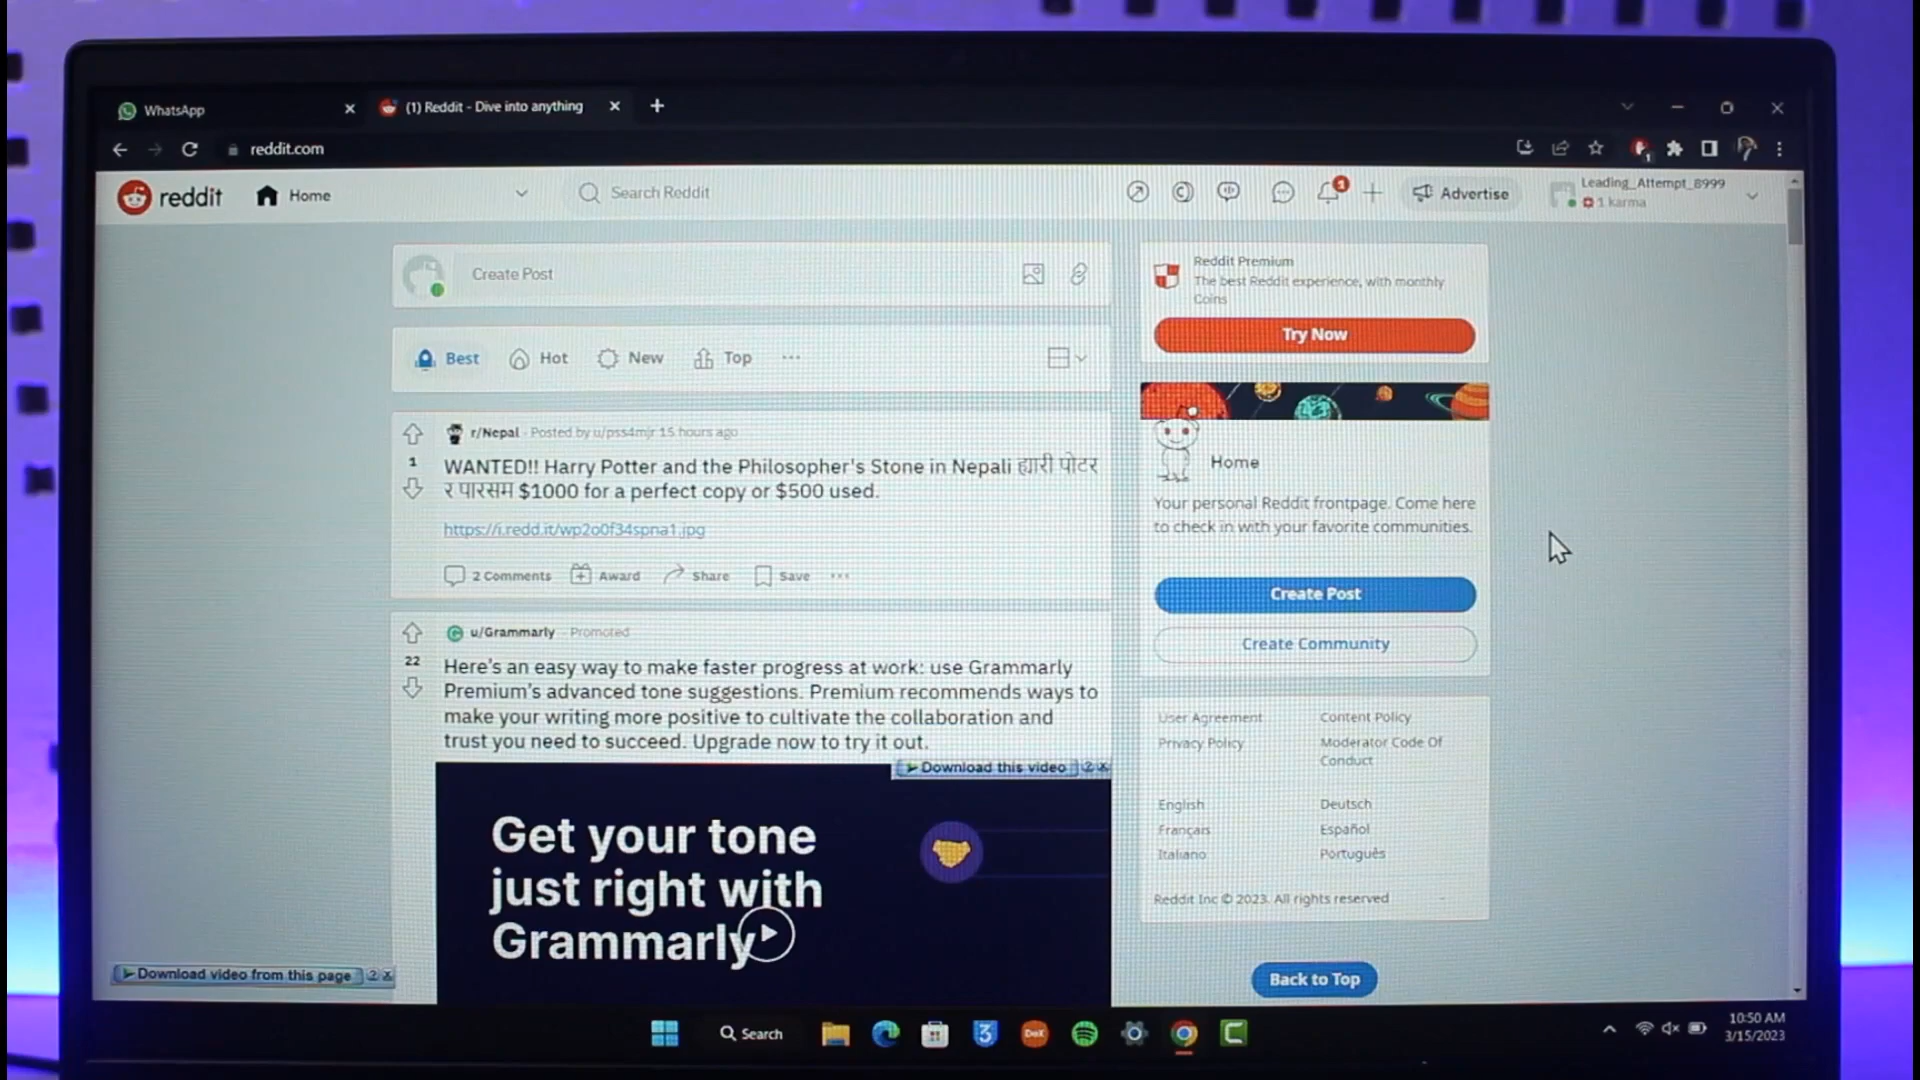 WhatsApp
(1) Reddit - Dive into anything
reddit.com
reddit
Home
Search Reddit
1
Advertise
Leading_Attempt_8999
1 karma
Create Post
Best
Hot
New
Top
r/Nepal · Posted by u/pss4mjr 15 hours ago
1
WANTED!! Harry Potter and the Philosopher's Stone in Nepali ह्यारी पोटर
र पारसम $1000 for a perfect copy or $500 used.
https://i.redd.it/wp2o0f34spna1.jpg
2 Comments
Award
Share
Save
u/Grammarly · Promoted
22
Here's an easy way to make faster progress at work: use Grammarly
Premium's advanced tone suggestions. Premium recommends ways to
make your writing more positive to cultivate the collaboration and
trust you need to succeed. Upgrade now to try it out.
Download this video
Get your tone
just right with
Grammarly
Download video from this page
Reddit Premium
The best Reddit experience, with monthly
Coins
Try Now
Home
Your personal Reddit frontpage. Come here
to check in with your favorite communities.
Create Post
Create Community
User Agreement
Content Policy
Privacy Policy
Moderator Code Of
Conduct
English
Deutsch
Français
Español
Italiano
Português
Reddit Inc © 2023. All rights reserved
Back to Top
Search
10:50 AM
3/15/2023